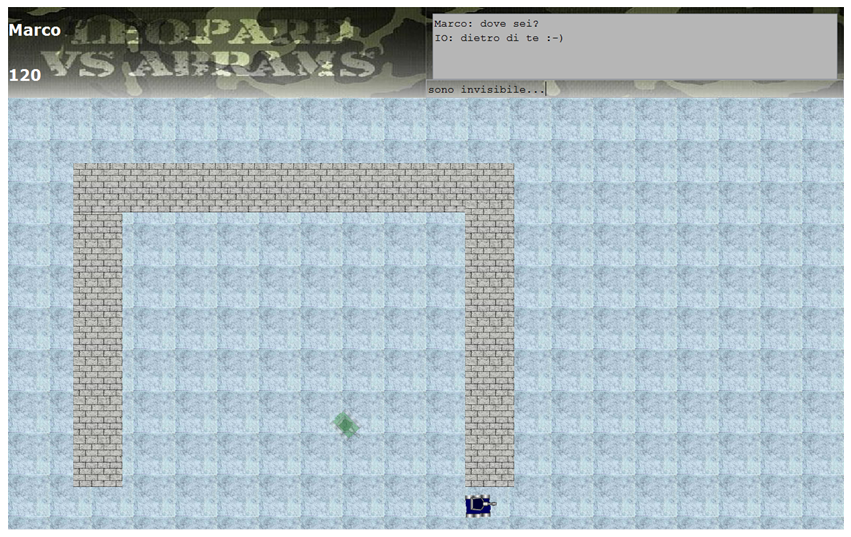 Marco
LEOPARD
VS ABRAMS
120
Marco: dove sei?
IO: dietro di te :-)
sono invisibile...